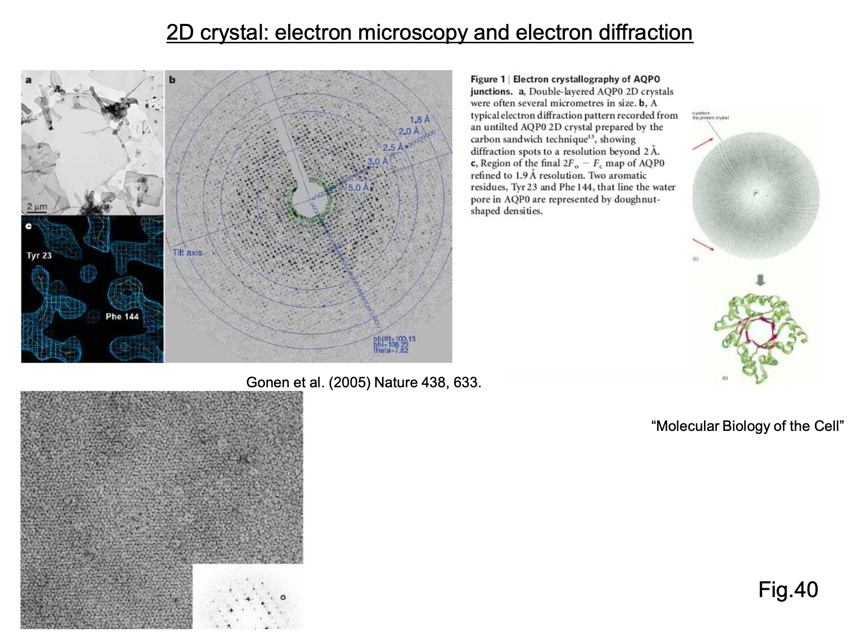 2D crystal: electron microscopy and electron diffraction
a
2 μm
b
1.8 Å
2.0 Å
2.5 Å
3.0 Å
5.0 Å
Tilt axis
phi=100.23
theta=7.82
c
Tyr 23
Phe 144
Figure 1 | Electron crystallography of AQP0
junctions. a, Double-layered AQP0 2D crystals
were often several micrometres in size. b, A
typical electron diffraction pattern recorded from
an untilted AQP0 2D crystal prepared by the
carbon sandwich technique¹³, showing
diffraction spots to a resolution beyond 2 Å.
c, Region of the final 2Fo − Fc map of AQP0
refined to 1.9 Å resolution. Two aromatic
residues, Tyr 23 and Phe 144, that line the water
pore in AQP0 are represented by doughnut-
shaped densities.
Gonen et al. (2005) Nature 438, 633.
“Molecular Biology of the Cell”
Fig.40